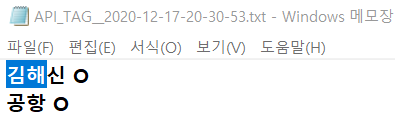 API_TAG__2020-12-17-20-30-53.txt - Windows 메모장
파일(F) 편집(E) 서식(O) 보기(V) 도움말(H)
김해신 O
공항 O